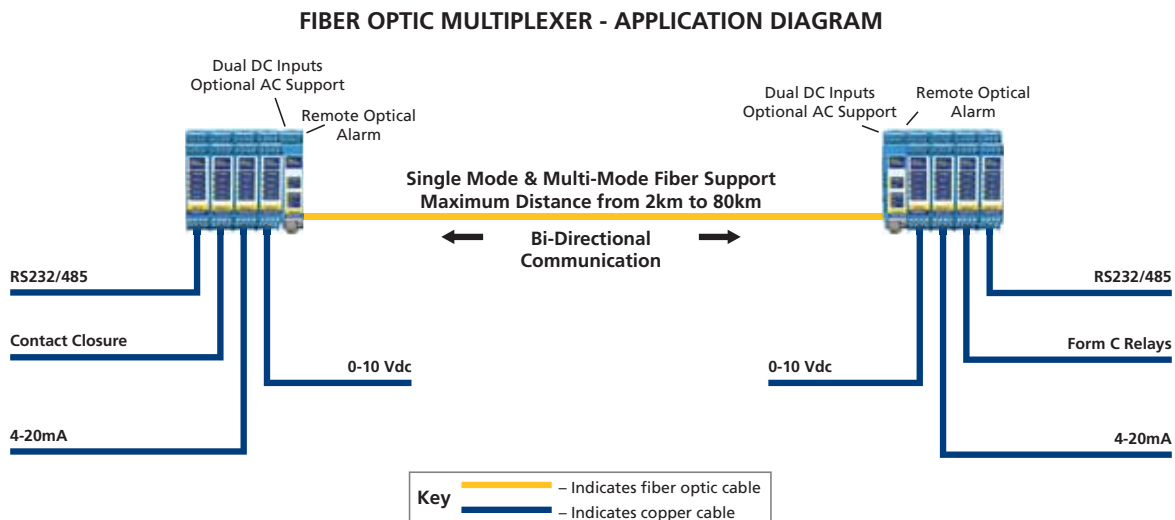 FIBER OPTIC MULTIPLEXER - APPLICATION DIAGRAM
Dual DC Inputs
Optional AC Support
Remote Optical
Alarm
Dual DC Inputs
Optional AC Support
Remote Optical
Alarm
Single Mode & Multi-Mode Fiber Support
Maximum Distance from 2km to 80km
Bi-Directional
Communication
RS232/485
Contact Closure
0-10 Vdc
4-20mA
RS232/485
Form C Relays
0-10 Vdc
4-20mA
Key
– Indicates fiber optic cable
– Indicates copper cable